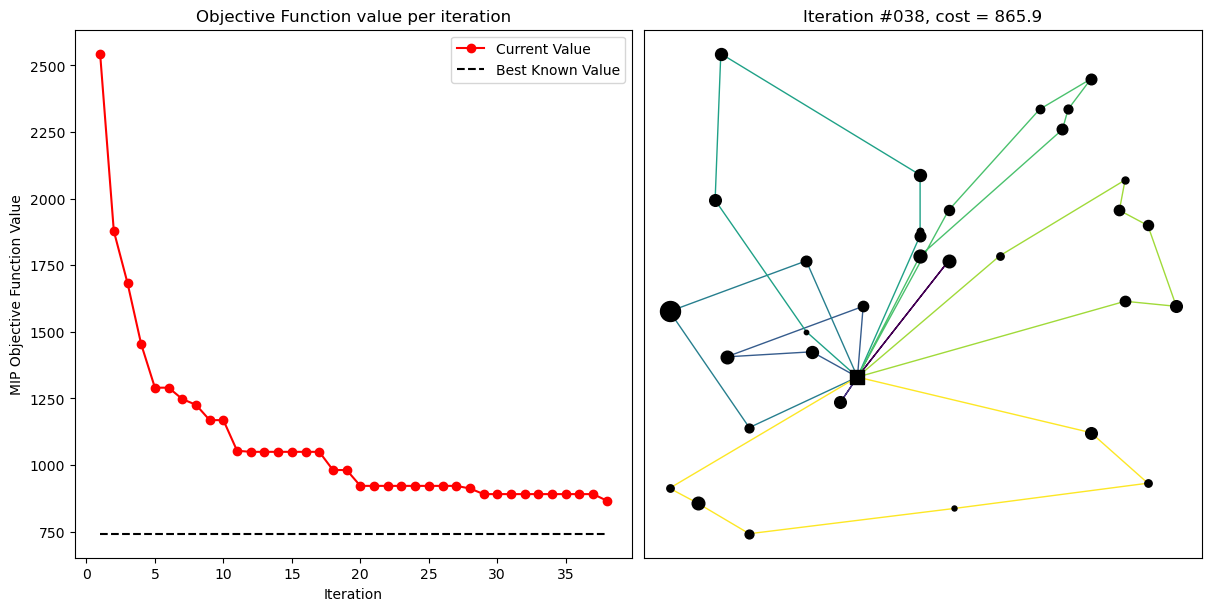 Objective Function value per iteration
Current Value
Best Known Value
MIP Objective Function Value
2500
2250
2000
1750
1500
1250
1000
750
0 5 10 15 20 25 30 35
Iteration
Iteration #038, cost = 865.9